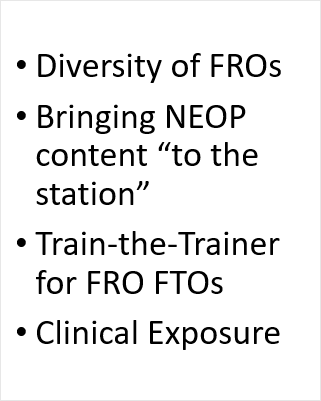 • Diversity of FROs
• Bringing NEOP
content “to the
station”
• Train-the-Trainer
for FRO FTOs
• Clinical Exposure